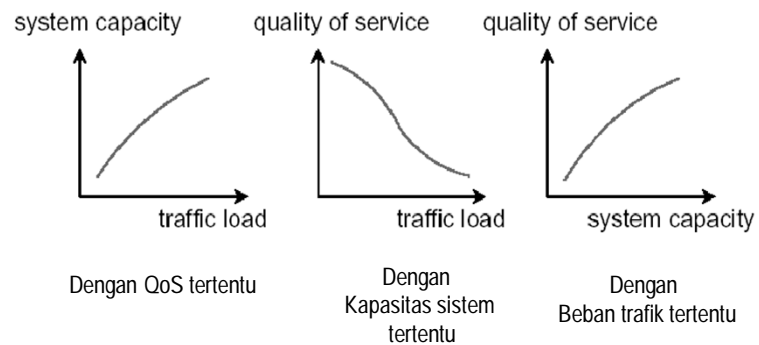 system capacity
quality of service
quality of service
traffic load
traffic load
system capacity
Dengan QoS tertentu
Dengan
Kapasitas sistem
tertentu
Dengan
Beban trafik tertentu